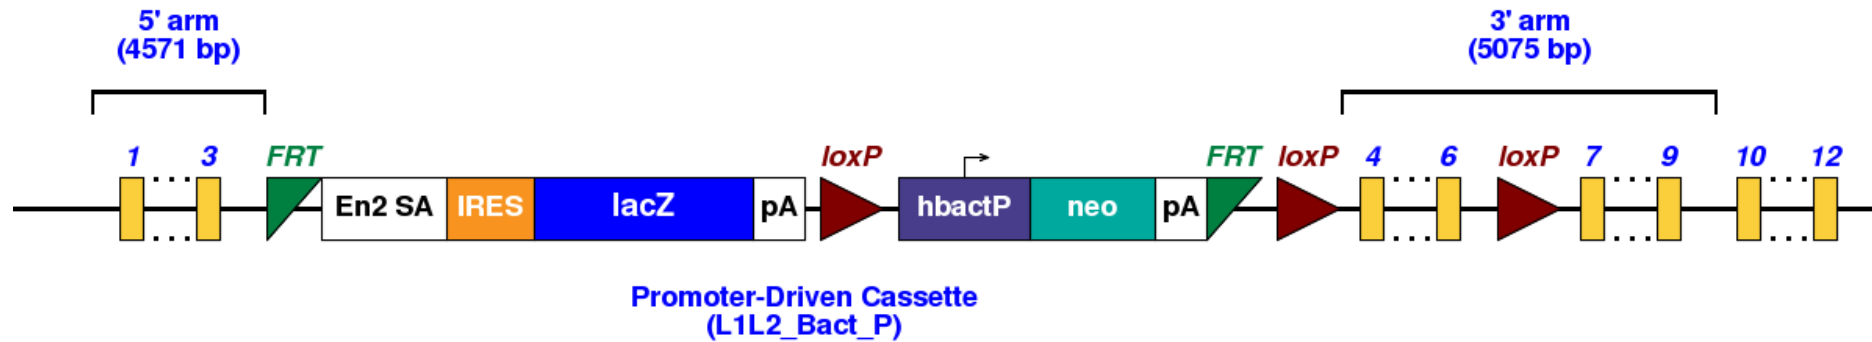 5' arm
(4571 bp)
3' arm
(5075 bp)
1 ... 3 FRT loxP FRT loxP 4 ... 6 loxP 7 ... 9 10 ... 12
En2 SA IRES lacZ pA hbactP neo pA
Promoter-Driven Cassette
(L1L2_Bact_P)